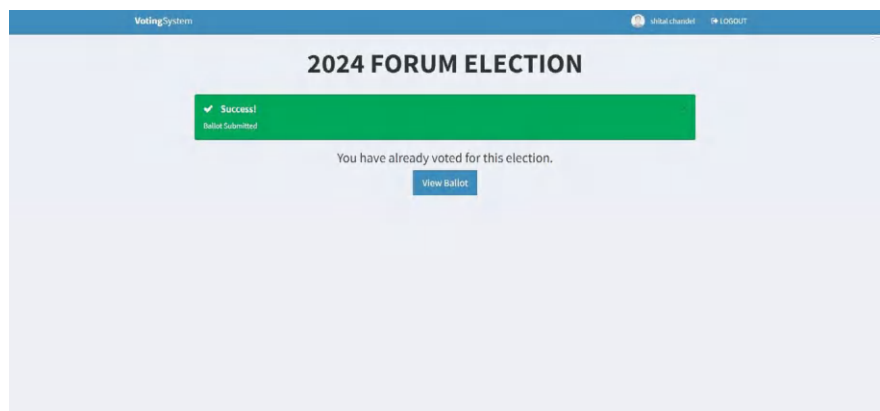 VotingSystem
shital chandel LOGOUT
2024 FORUM ELECTION
Success!
Ballot Submitted
You have already voted for this election.
View Ballot